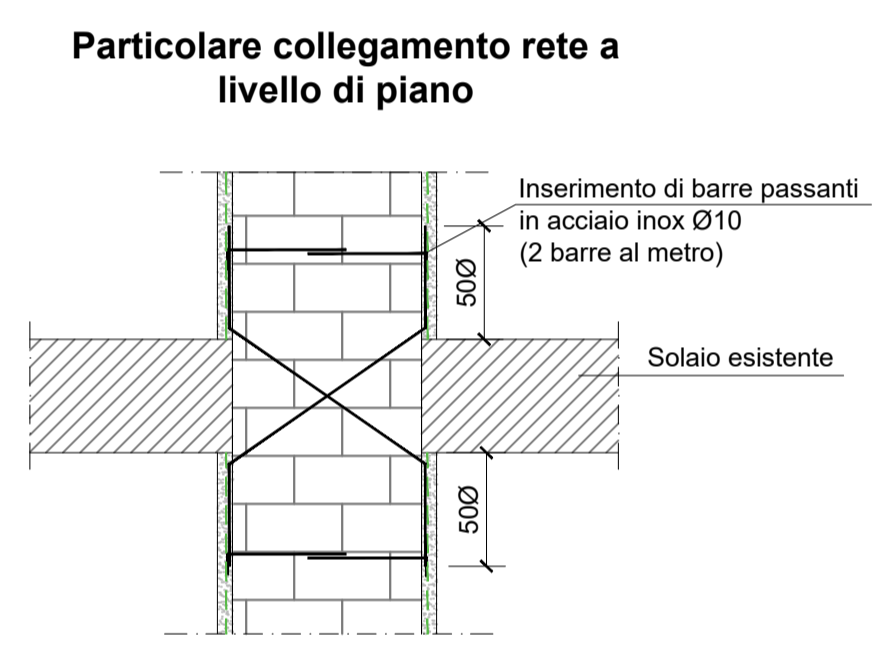 Particolare collegamento rete a
livello di piano
Inserimento di barre passanti
in acciaio inox Ø10
(2 barre al metro)
50Ø
Solaio esistente
50Ø